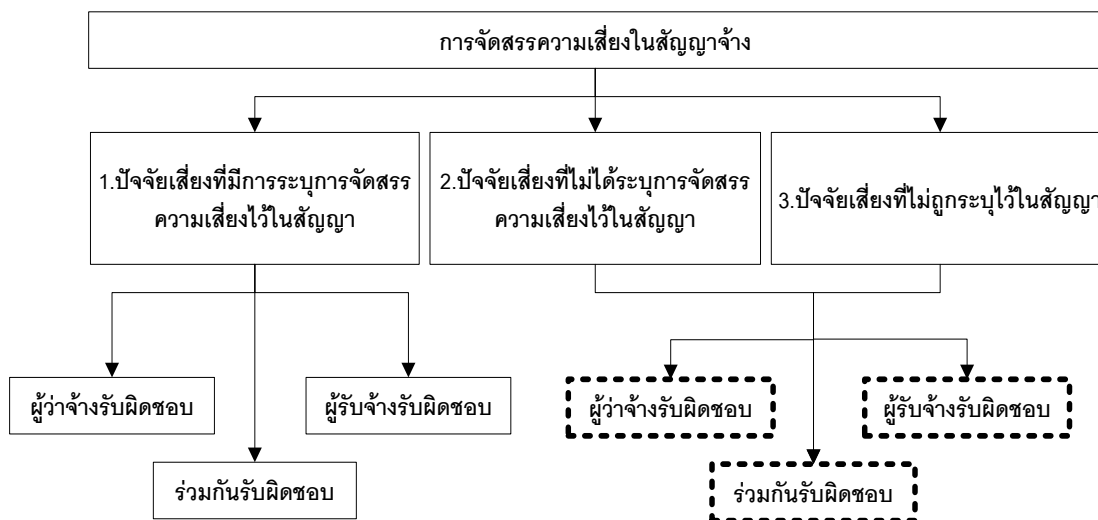 การจัดสรรความเสี่ยงในสัญญาจ้าง
1.ปัจจัยเสี่ยงที่มีการระบุการจัดสรร
ความเสี่ยงไว้ในสัญญา
2.ปัจจัยเสี่ยงที่ไม่ได้ระบุการจัดสรร
ความเสี่ยงไว้ในสัญญา
3.ปัจจัยเสี่ยงที่ไม่ถูกระบุไว้ในสัญญา
ผู้ว่าจ้างรับผิดชอบ
ผู้รับจ้างรับผิดชอบ
ร่วมกันรับผิดชอบ
ผู้ว่าจ้างรับผิดชอบ
ผู้รับจ้างรับผิดชอบ
ร่วมกันรับผิดชอบ